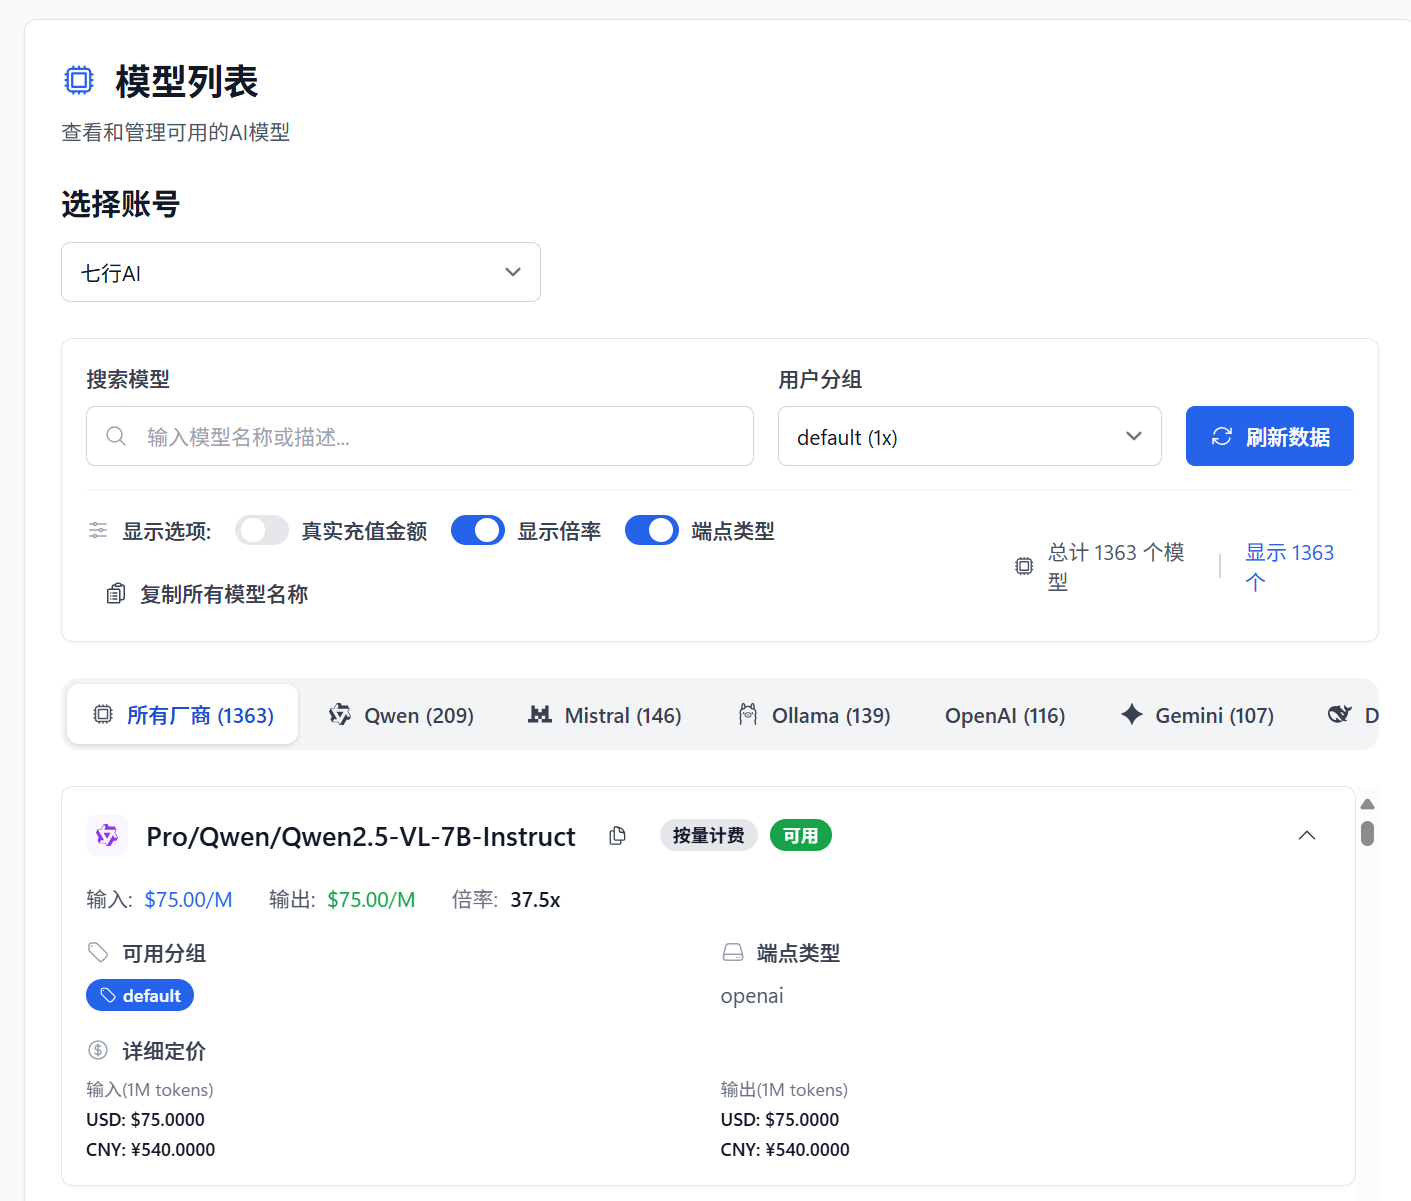 模型列表
查看和管理可用的AI模型
选择账号
七行AI
搜索模型
用户分组
输入模型名称或描述...
default (1x)
刷新数据
显示选项:
真实充值金额
显示倍率
端点类型
总计 1363 个模
型
显示 1363
个
复制所有模型名称
所有厂商 (1363)
Qwen (209)
Mistral (146)
Ollama (139)
OpenAI (116)
Gemini (107)
D
Pro/Qwen/Qwen2.5-VL-7B-Instruct
按量计费
可用
输入: $75.00/M
输出: $75.00/M
倍率: 37.5x
可用分组
端点类型
default
openai
详细定价
输入(1M tokens)
输出(1M tokens)
USD: $75.0000
USD: $75.0000
CNY: ¥540.0000
CNY: ¥540.0000